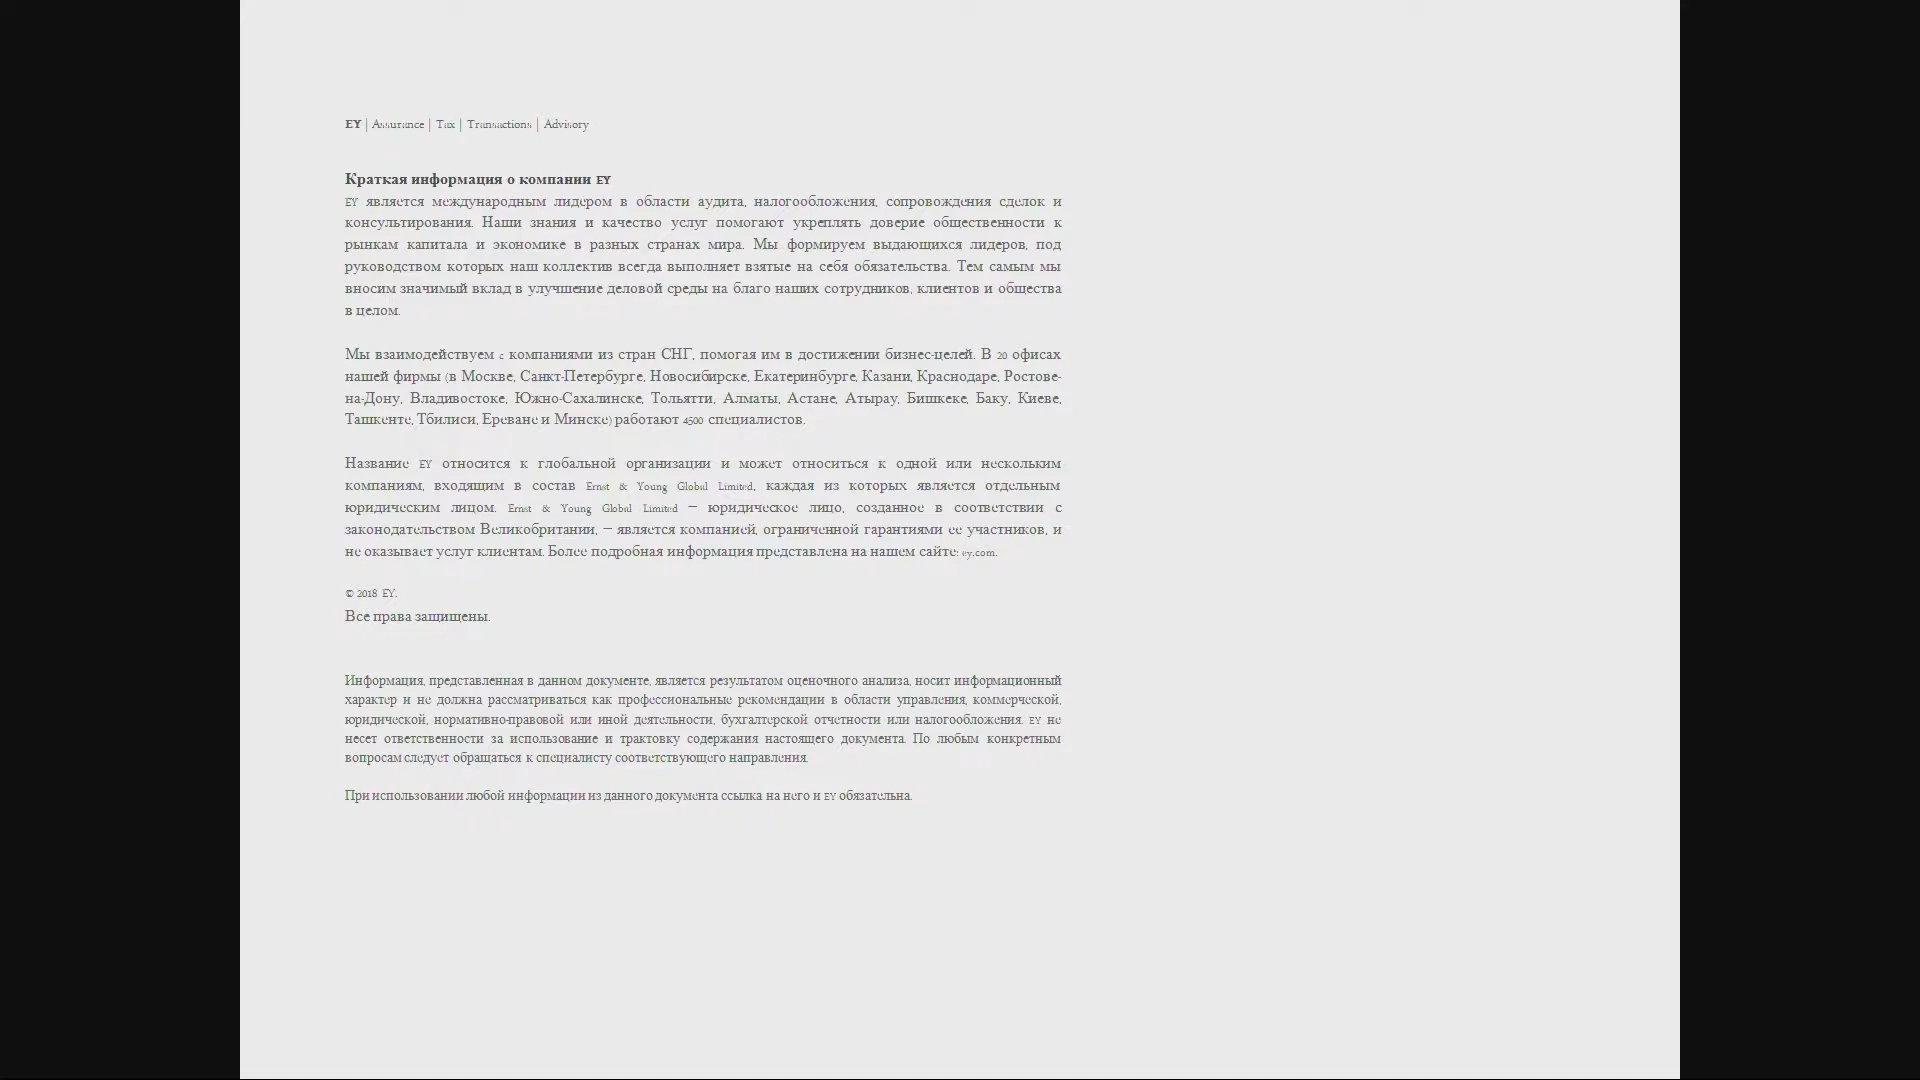 EY | Assurance | Tax | Transactions | Advisory
Краткая информация о компании EY
EY является международным лидером в области аудита, налогообложения, сопровождения сделок и
консультирования. Наши знания и качество услуг помогают укреплять доверие общественности к
рынкам капитала и экономике в разных странах мира. Мы формируем выдающихся лидеров, под
руководством которых наш коллектив всегда выполняет взятые на себя обязательства. Тем самым мы
вносим значимый вклад в улучшение деловой среды на благо наших сотрудников, клиентов и общества
в целом.
Мы взаимодействуем с компаниями из стран СНГ, помогая им в достижении бизнес-целей. В 20 офисах
нашей фирмы (в Москве, Санкт-Петербурге, Новосибирске, Екатеринбурге, Казани, Краснодаре, Ростове-
на-Дону, Владивостоке, Южно-Сахалинске, Тольятти, Алматы, Астане, Атырау, Бишкеке, Баку, Киеве,
Ташкенте, Тбилиси, Ереване и Минске) работают 4500 специалистов.
Название EY относится к глобальной организации и может относиться к одной или нескольким
компаниям, входящим в состав Ernst & Young Global Limited, каждая из которых является отдельным
юридическим лицом. Ernst & Young Global Limited − юридическое лицо, созданное в соответствии с
законодательством Великобритании, − является компанией, ограниченной гарантиями ее участников, и
не оказывает услуг клиентам. Более подробная информация представлена на нашем сайте: ey.com.
© 2018 EY.
Все права защищены.
Информация, представленная в данном документе, является результатом оценочного анализа, носит информационный
характер и не должна рассматриваться как профессиональные рекомендации в области управления, коммерческой,
юридической, нормативно-правовой или иной деятельности, бухгалтерской отчетности или налогообложения. EY не
несет ответственности за использование и трактовку содержания настоящего документа. По любым конкретным
вопросам следует обращаться к специалисту соответствующего направления.
При использовании любой информации из данного документа ссылка на него и EY обязательна.